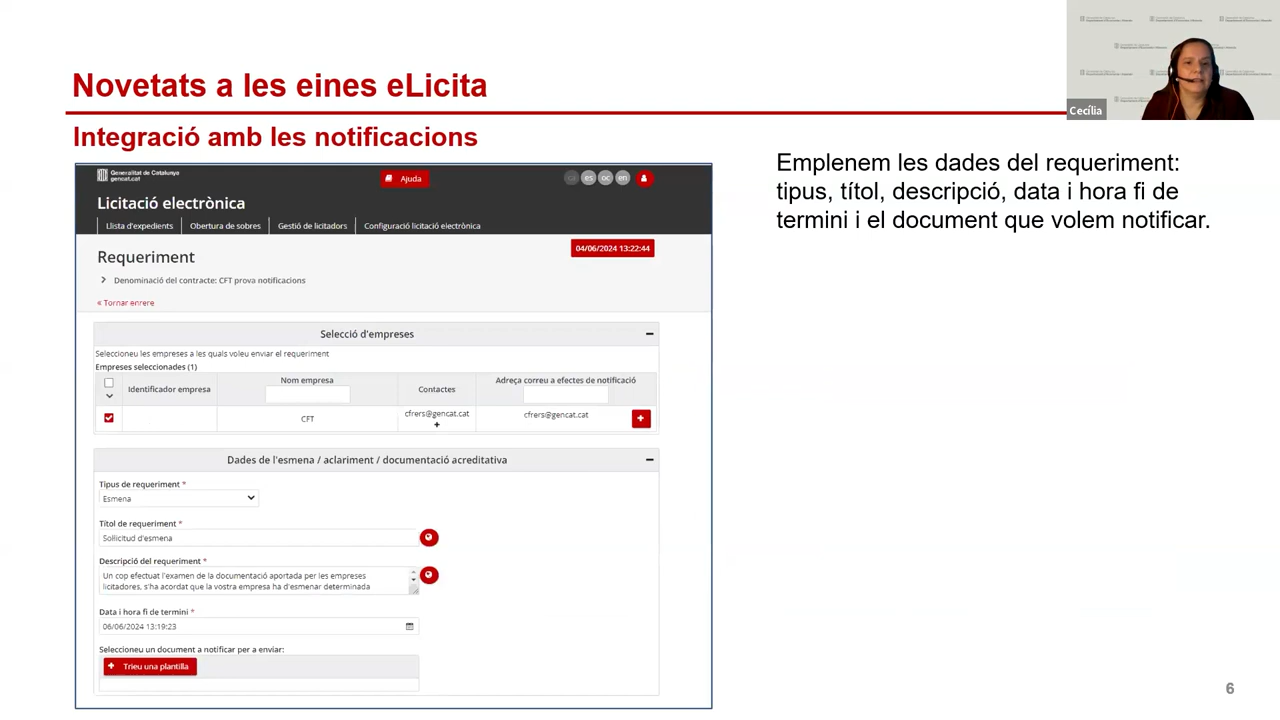 Novetats a les eines eLicita
Cecília
Integració amb les notificacions
Emplenem les dades del requeriment:
tipus, títol, descripció, data i hora fi de
termini i el document que volem notificar.
Generalitat de Catalunya
gencat.cat
Ajuda
es oc en
Licitació electrònica
Llista d'expedients
Obertura de sobres
Gestió de licitadors
Configuració licitació electrònica
Requeriment
04/06/2024 13:22:44
Denominació del contracte: CFT prova notificacions
« Tornar enrere
Selecció d'empreses
Seleccioneu les empreses a les quals voleu enviar el requeriment
Empreses seleccionades (1)
Identificador empresa
Nom empresa
Contactes
Adreça correu a efectes de notificació
CFT
cfrers@gencat.cat
cfrers@gencat.cat
Dades de l'esmena / aclariment / documentació acreditativa
Tipus de requeriment *
Esmena
Títol de requeriment *
Sol·licitud d'esmena
Descripció del requeriment *
Un cop efectuat l'examen de la documentació aportada per les empreses
licitadores, s'ha acordat que la vostra empresa ha d'esmenar determinada
Data i hora fi de termini *
06/06/2024 13:19:23
Seleccioneu un document a notificar per a enviar:
+ Trieu una plantilla
6